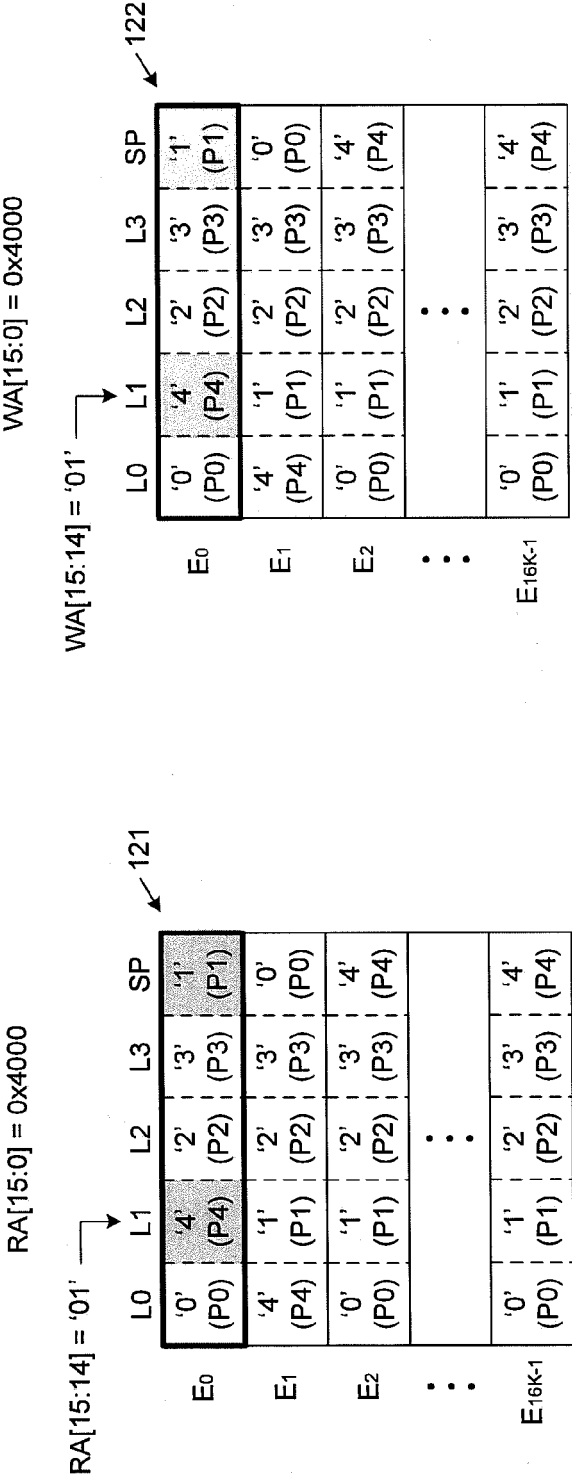 RA[15:0] = 0x4000
RA[15:14] = '01'
121
L0 L1 L2 L3 SP
E0 '0' (P0) '4' (P4) '2' (P2) '3' (P3) '1' (P1)
E1 '4' (P4) '1' (P1) '2' (P2) '3' (P3) '0' (P0)
E2 '0' (P0) '1' (P1) '2' (P2) '3' (P3) '4' (P4)
E16K-1 '0' (P0) '1' (P1) '2' (P2) '3' (P3) '4' (P4)
WA[15:0] = 0x4000
WA[15:14] = '01'
122
L0 L1 L2 L3 SP
E0 '0' (P0) '4' (P4) '2' (P2) '3' (P3) '1' (P1)
E1 '4' (P4) '1' (P1) '2' (P2) '3' (P3) '0' (P0)
E2 '0' (P0) '1' (P1) '2' (P2) '3' (P3) '4' (P4)
E16K-1 '0' (P0) '1' (P1) '2' (P2) '3' (P3) '4' (P4)